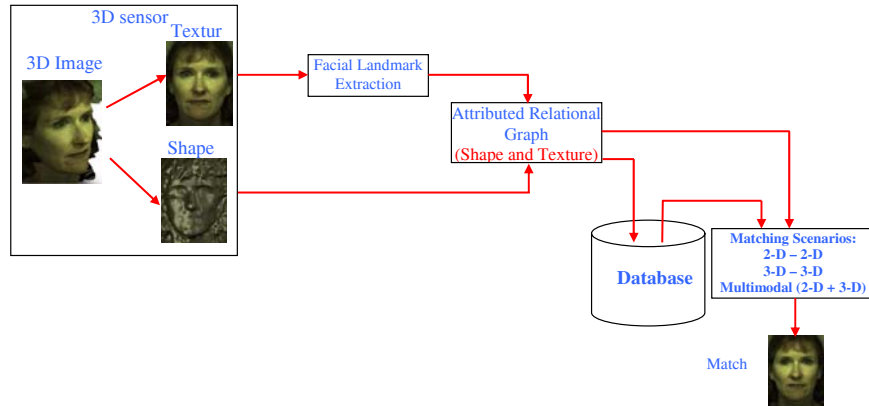 3D sensor
Textur
3D Image
Shape
Facial Landmark
Extraction
Attributed Relational
Graph
(Shape and Texture)
Database
Matching Scenarios:
2-D – 2-D
3-D – 3-D
Multimodal (2-D + 3-D)
Match